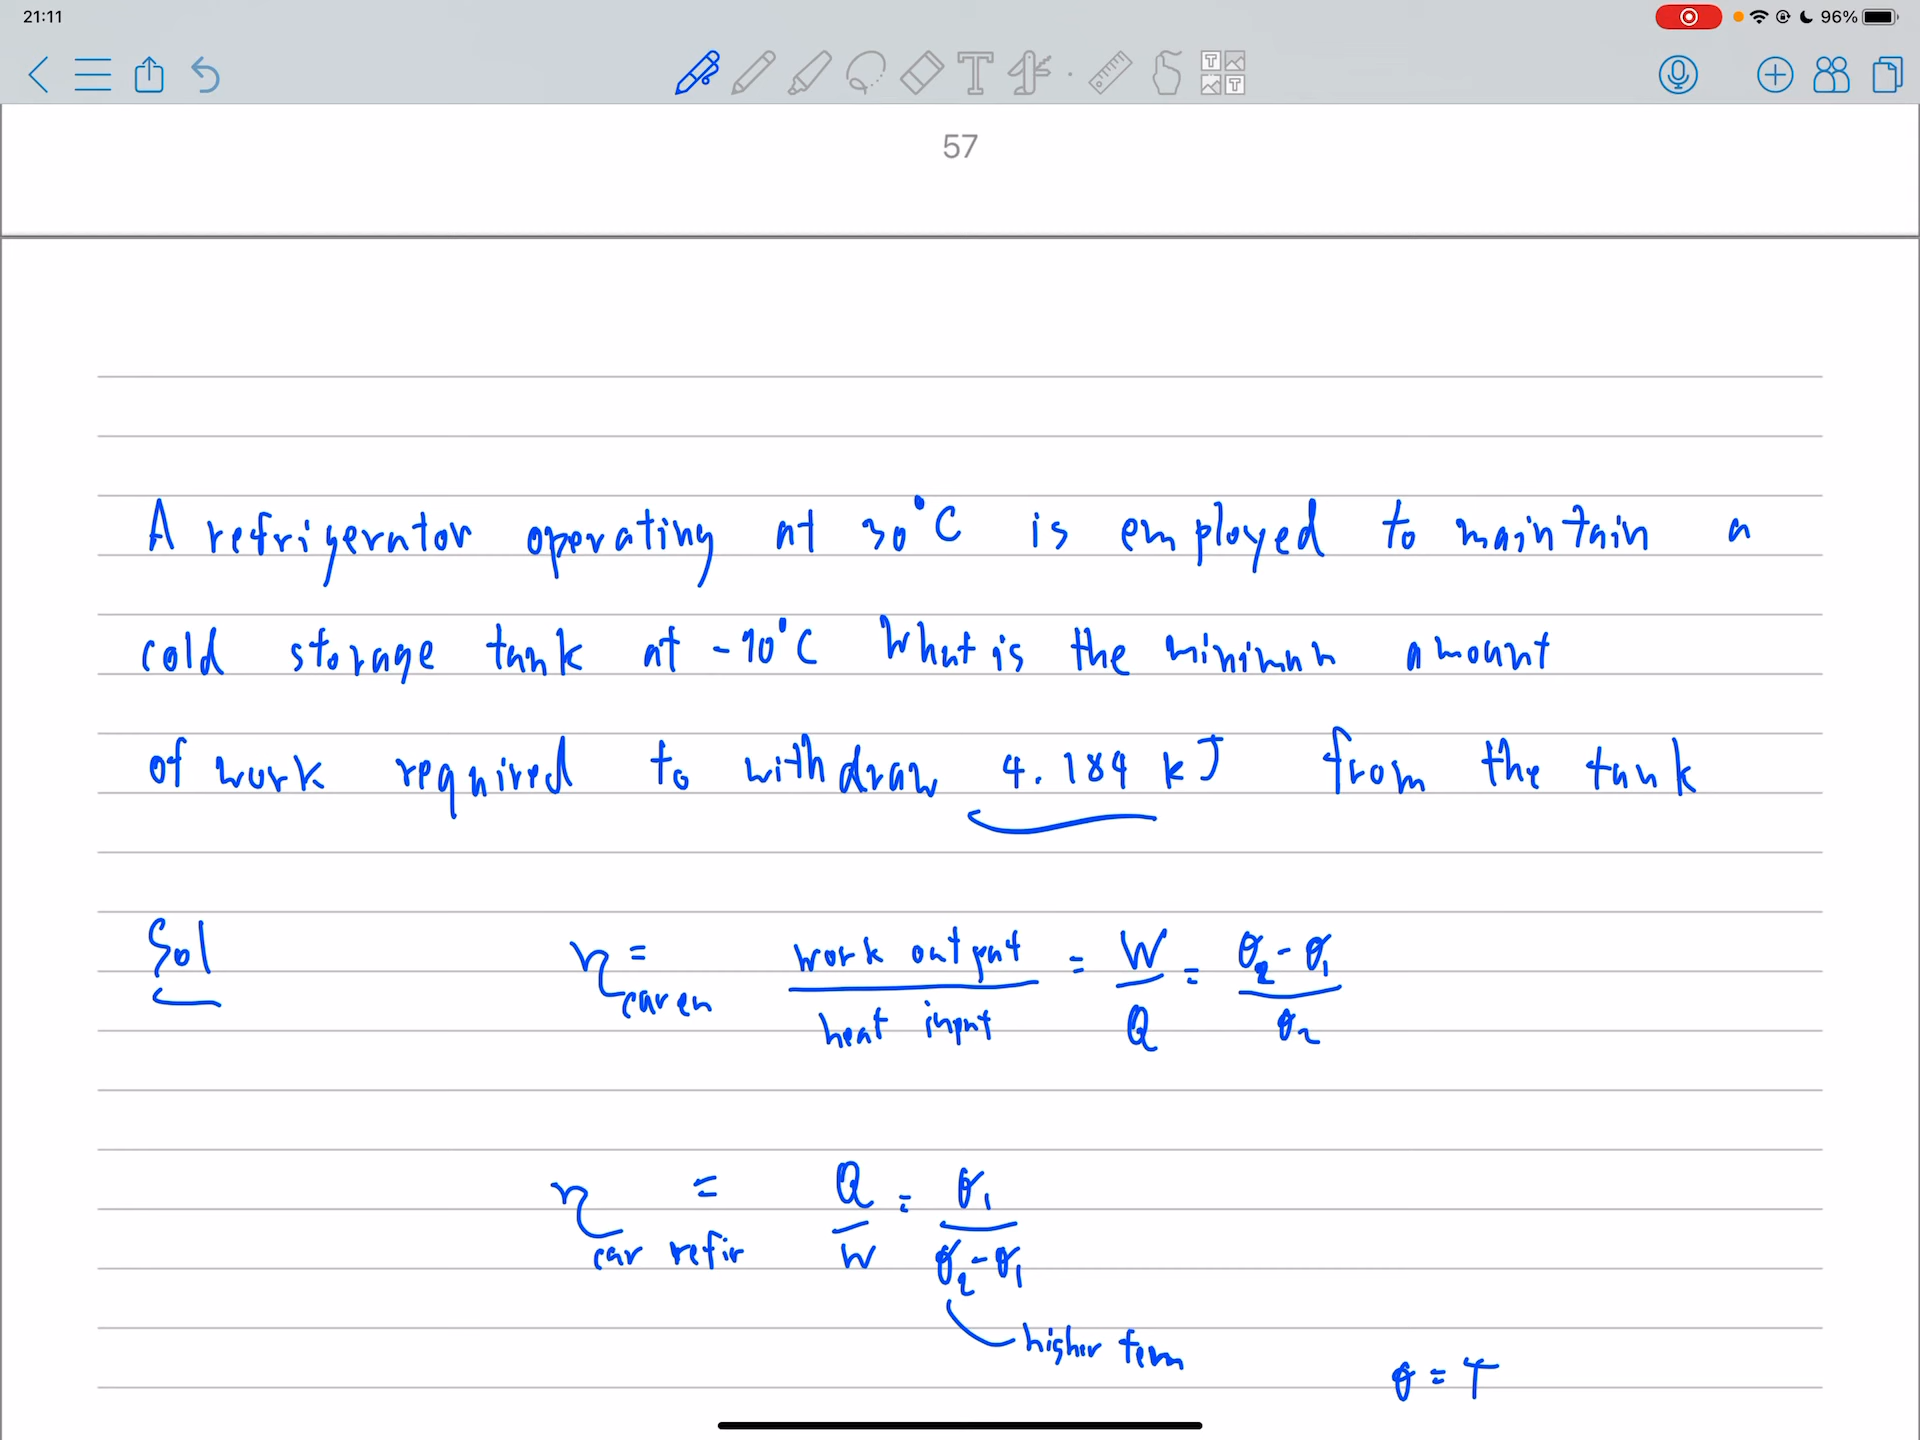 21:11
96%
57
A refrigerator operating at 30°C is employed to maintain a
cold storage tank at -10°C What is the minimum amount
of work required to withdraw 4.184 kJ from the tank
Sol η_caren = work output / heat input = W/Q = (θ₂ - θ₁)/θ₂
η_car refir = Q/W = θ₁/(θ₂ - θ₁)
higher tem
θ = T